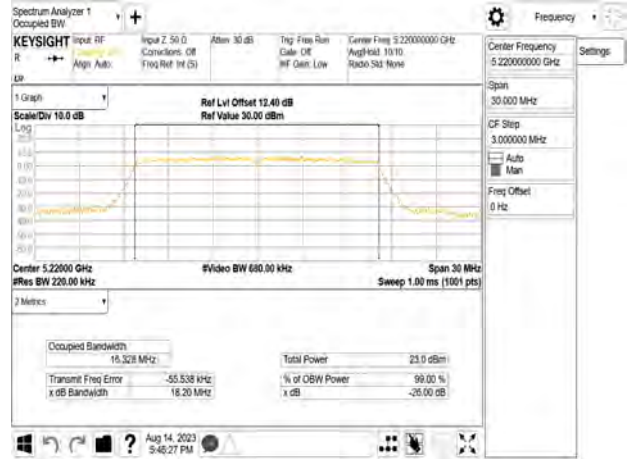 Spectrum Analyzer 1
Occupied BW
+
Frequency
KEYSIGHT
Input: RF
Input Z: 50 Ω
Atten: 30 dB
Trig: Free Run
Center Freq: 5.220000000 GHz
R
Corrections: Off
Gate: Off
Avg|Hold: 10/10
Align: Auto
Freq Ref: Int (S)
#IF Gain: Low
Radio Std: None
Center Frequency
5.220000000 GHz
Settings
Span
30.000 MHz
CF Step
3.000000 MHz
Auto
Man
Freq Offset
0 Hz
1 Graph
Ref Lvl Offset 12.40 dB
Scale/Div 10.0 dB
Ref Value 30.00 dBm
Log
Center 5.22000 GHz
#Video BW 680.00 kHz
Span 30 MHz
#Res BW 220.00 kHz
Sweep 1.00 ms (1001 pts)
2 Metrics
Occupied Bandwidth
16.328 MHz
Total Power
23.0 dBm
Transmit Freq Error
-55.538 kHz
% of OBW Power
99.00 %
x dB Bandwidth
18.20 MHz
x dB
-26.00 dB
?
Aug 14, 2023
5:46:27 PM